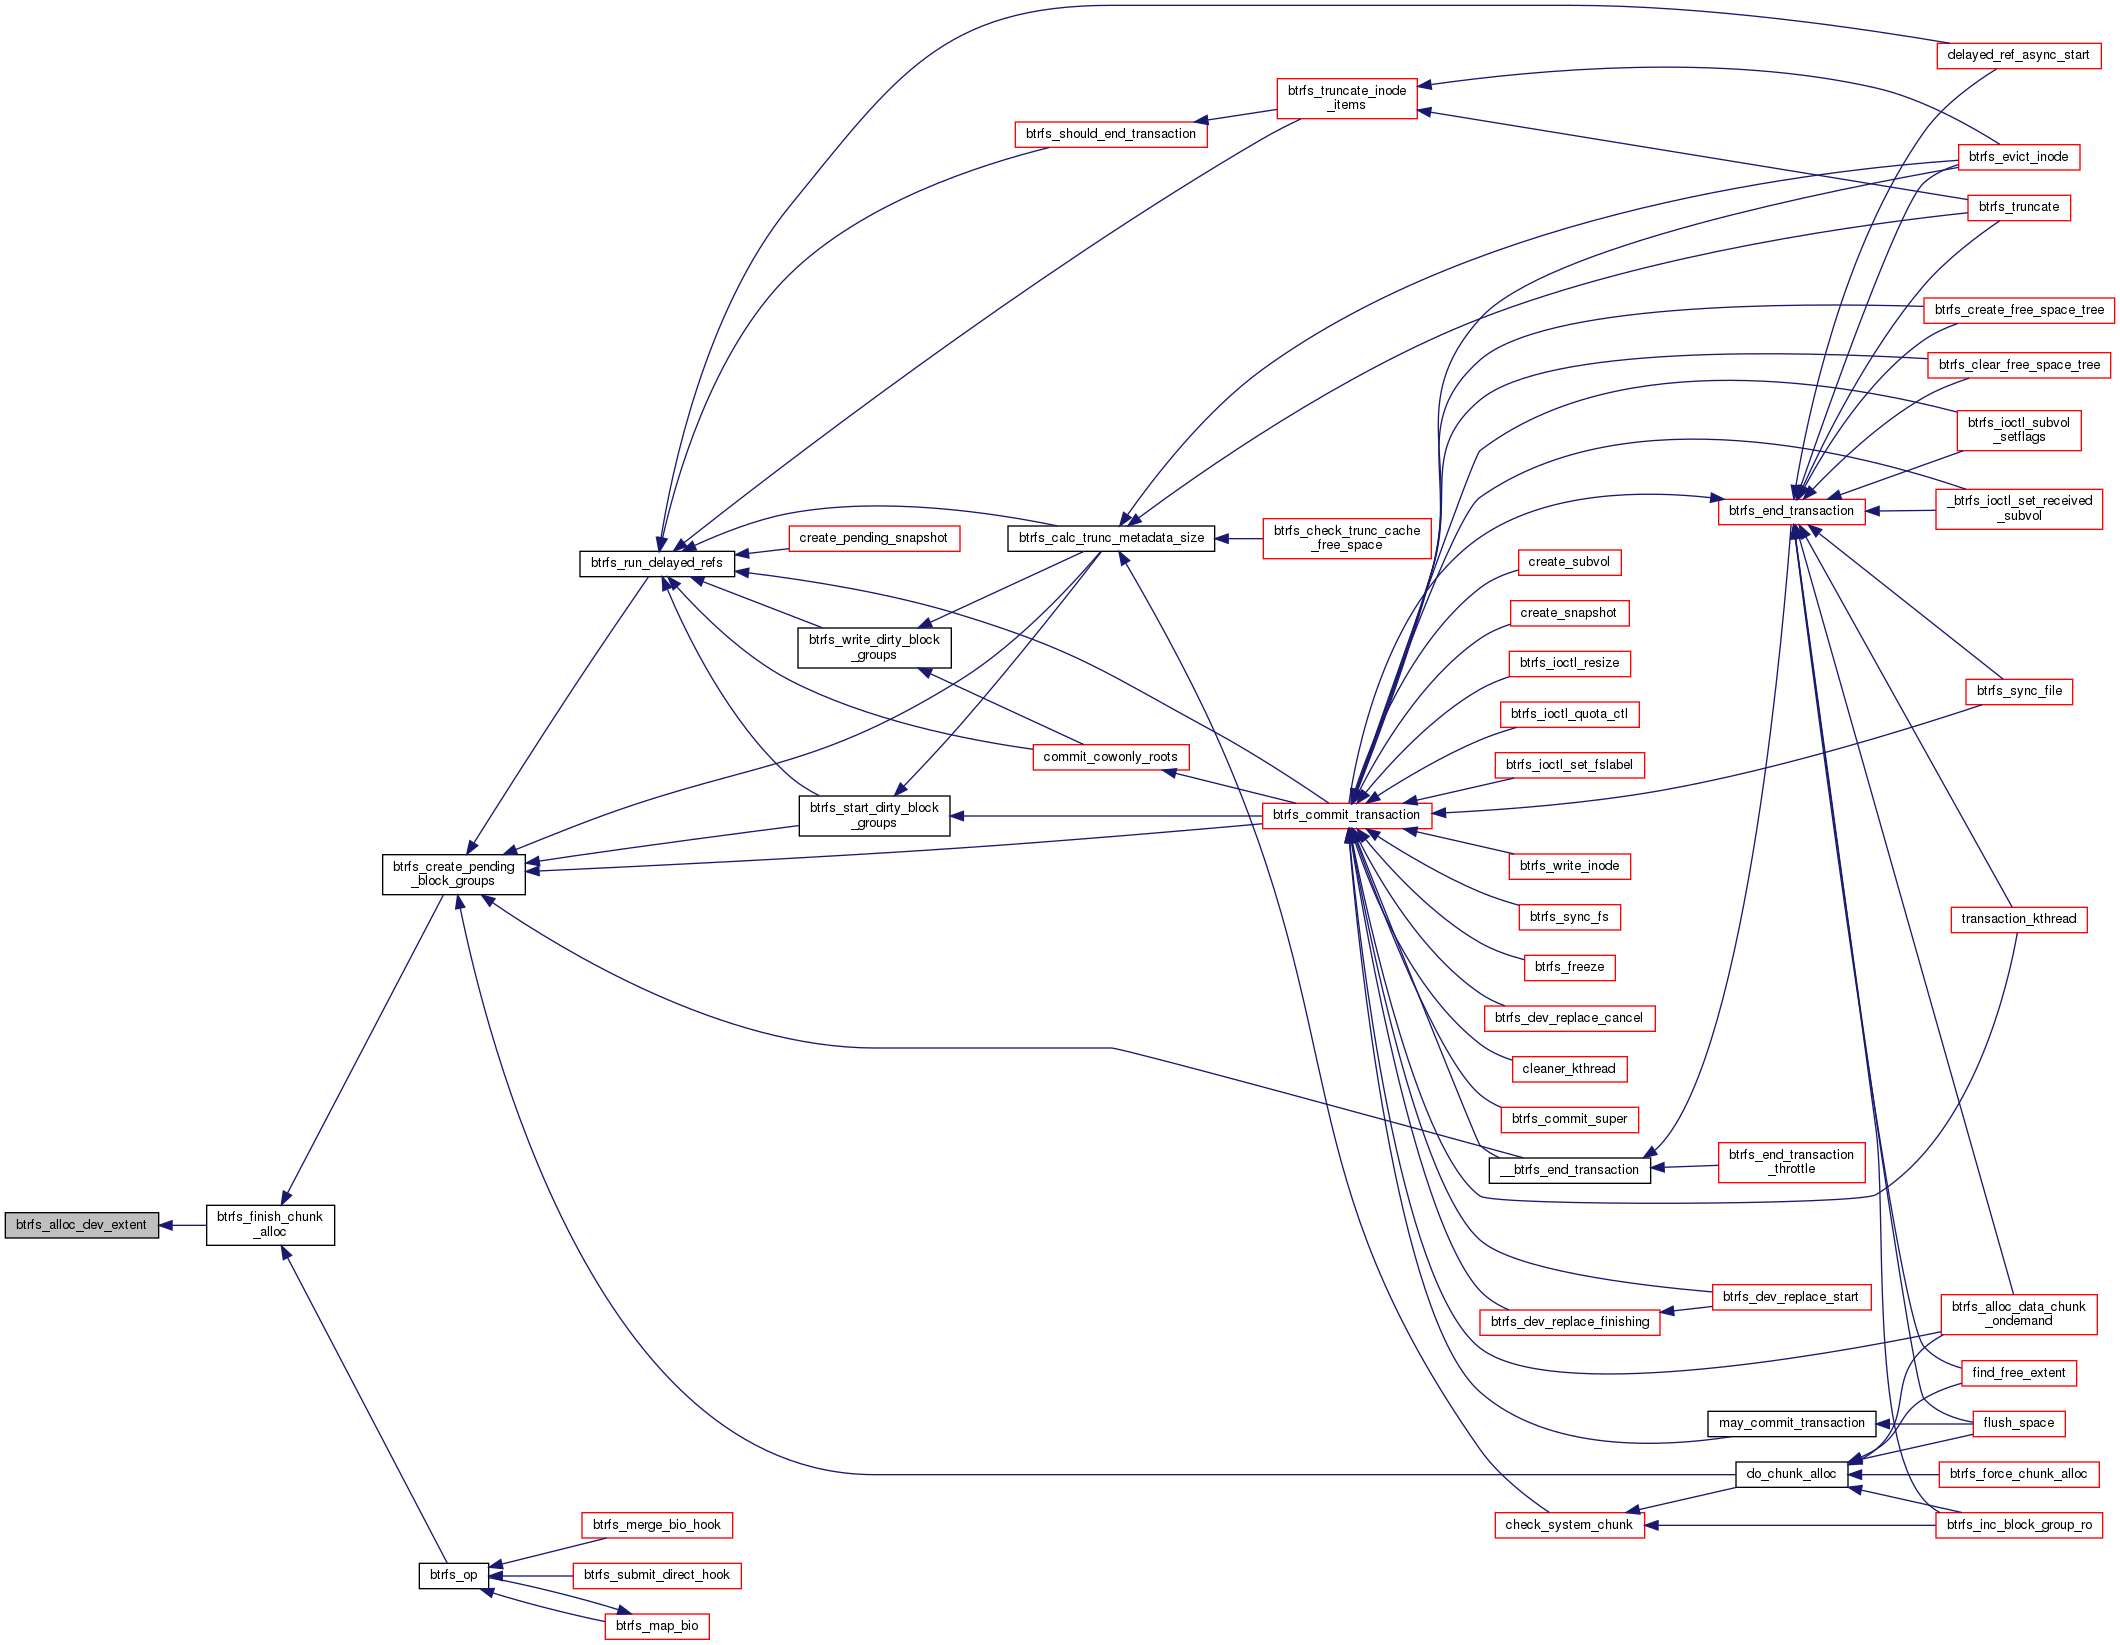 delayed_ref_async_start
btrfs_truncate_inode
_items
btrfs_should_end_transaction
btrfs_evict_inode
btrfs_truncate
btrfs_create_free_space_tree
btrfs_clear_free_space_tree
btrfs_ioctl_subvol
_setflags
_btrfs_ioctl_set_received
_subvol
btrfs_end_transaction
btrfs_check_trunc_cache
_free_space
btrfs_calc_trunc_metadata_size
create_pending_snapshot
btrfs_run_delayed_refs
create_subvol
create_snapshot
btrfs_write_dirty_block
_groups
btrfs_ioctl_resize
btrfs_sync_file
btrfs_ioctl_quota_ctl
commit_cowonly_roots
btrfs_ioctl_set_fslabel
btrfs_start_dirty_block
_groups
btrfs_commit_transaction
btrfs_create_pending
_block_groups
btrfs_write_inode
btrfs_sync_fs
transaction_kthread
btrfs_freeze
btrfs_dev_replace_cancel
cleaner_kthread
btrfs_commit_super
__btrfs_end_transaction
btrfs_end_transaction
_throttle
btrfs_alloc_dev_extent
btrfs_finish_chunk
_alloc
btrfs_dev_replace_start
btrfs_dev_replace_finishing
btrfs_alloc_data_chunk
_ondemand
find_free_extent
may_commit_transaction
flush_space
do_chunk_alloc
btrfs_force_chunk_alloc
btrfs_merge_bio_hook
check_system_chunk
btrfs_inc_block_group_ro
btrfs_op
btrfs_submit_direct_hook
btrfs_map_bio